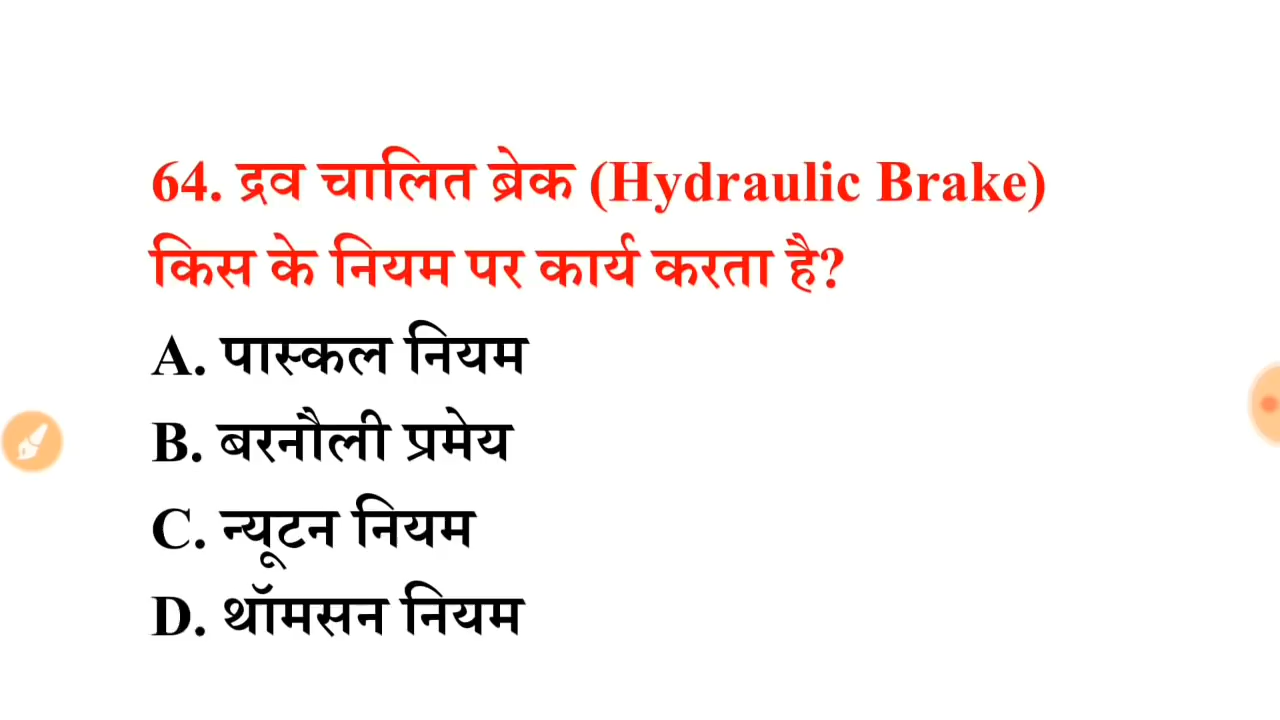 64. द्रव चालित ब्रेक (Hydraulic Brake)
किस के नियम पर कार्य करता है?
A. पास्कल नियम
B. बरनौली प्रमेय
C. न्यूटन नियम
D. थॉमसन नियम